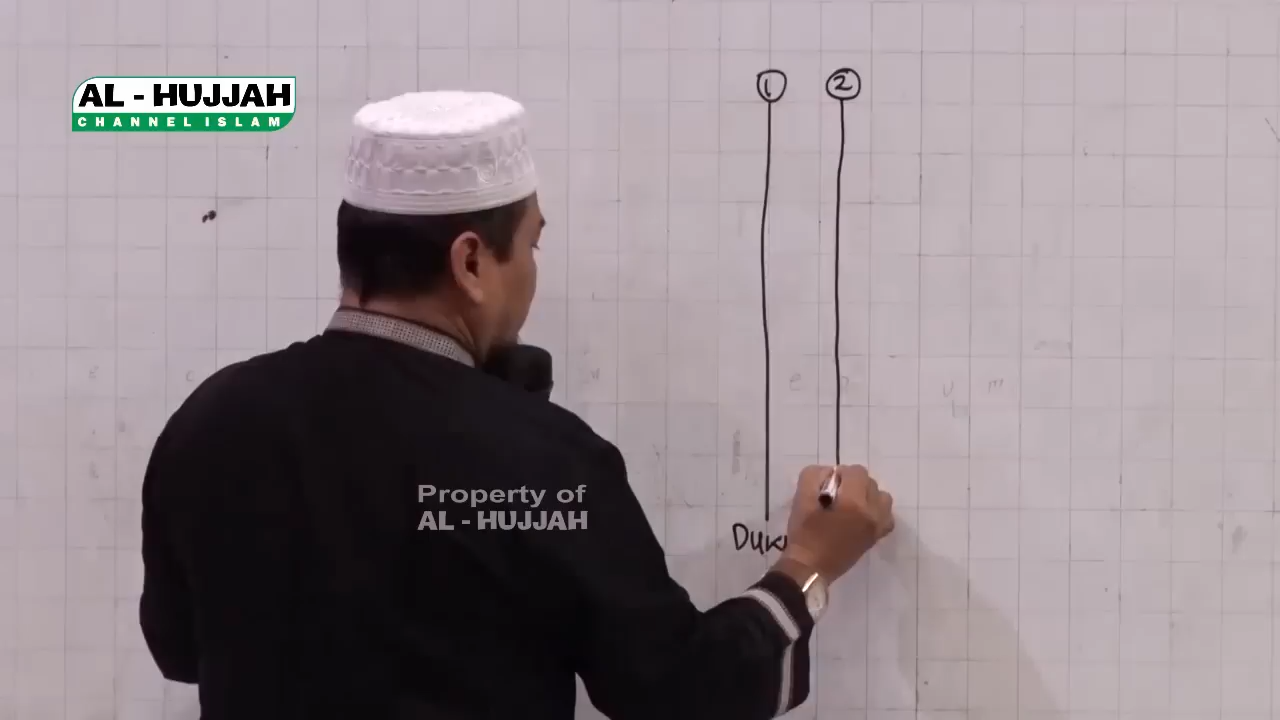 AL - HUJJAH
CHANNEL ISLAM
1 2
Property of
AL - HUJJAH